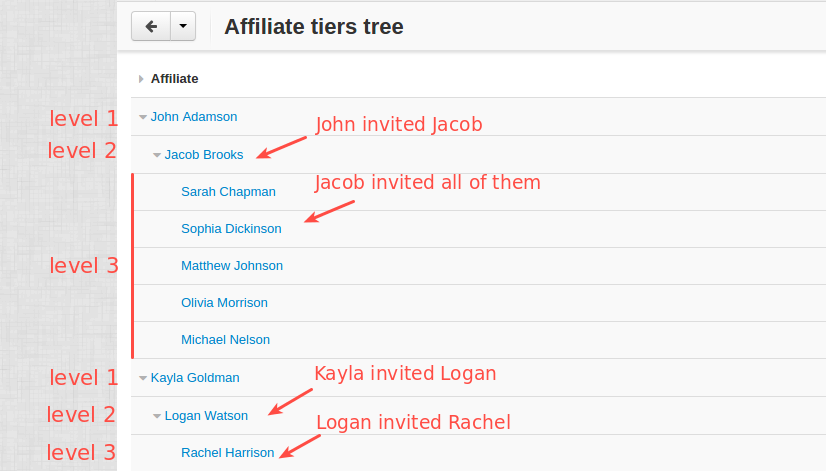 Affiliate tiers tree
Affiliate
level 1 John Adamson
John invited Jacob
level 2 Jacob Brooks
Jacob invited all of them
Sarah Chapman
Sophia Dickinson
level 3 Matthew Johnson
Olivia Morrison
Michael Nelson
level 1 Kayla Goldman
Kayla invited Logan
level 2 Logan Watson
Logan invited Rachel
level 3 Rachel Harrison